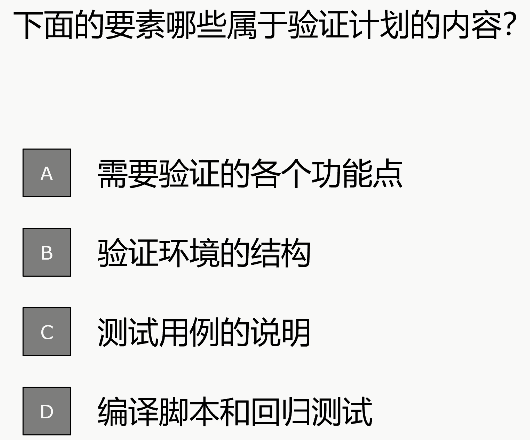 下面的要素哪些属于验证计划的内容？
A 需要验证的各个功能点
B 验证环境的结构
C 测试用例的说明
D 编译脚本和回归测试